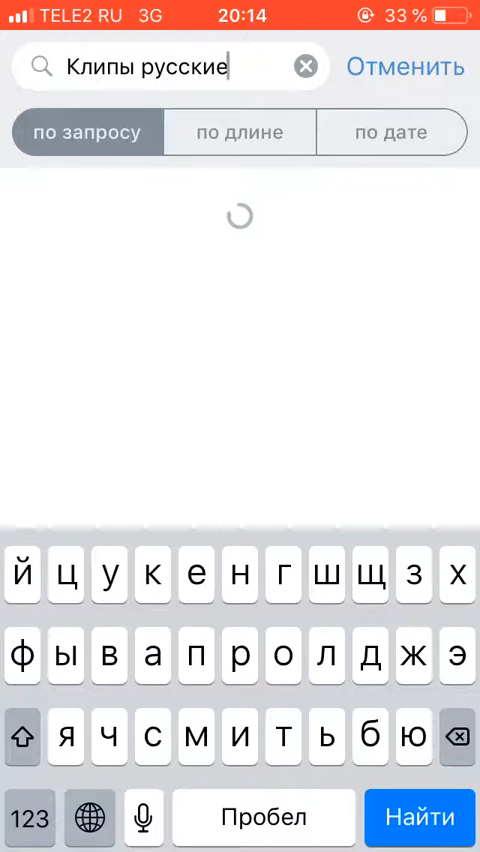 TELE2 RU 3G 20:14 33 %
Клипы русские Отменить
по запросу по длине по дате
й ц у к е н г ш щ з х
ф ы в а п р о л д ж э
я ч с м и т ь б ю
123 Пробел Найти